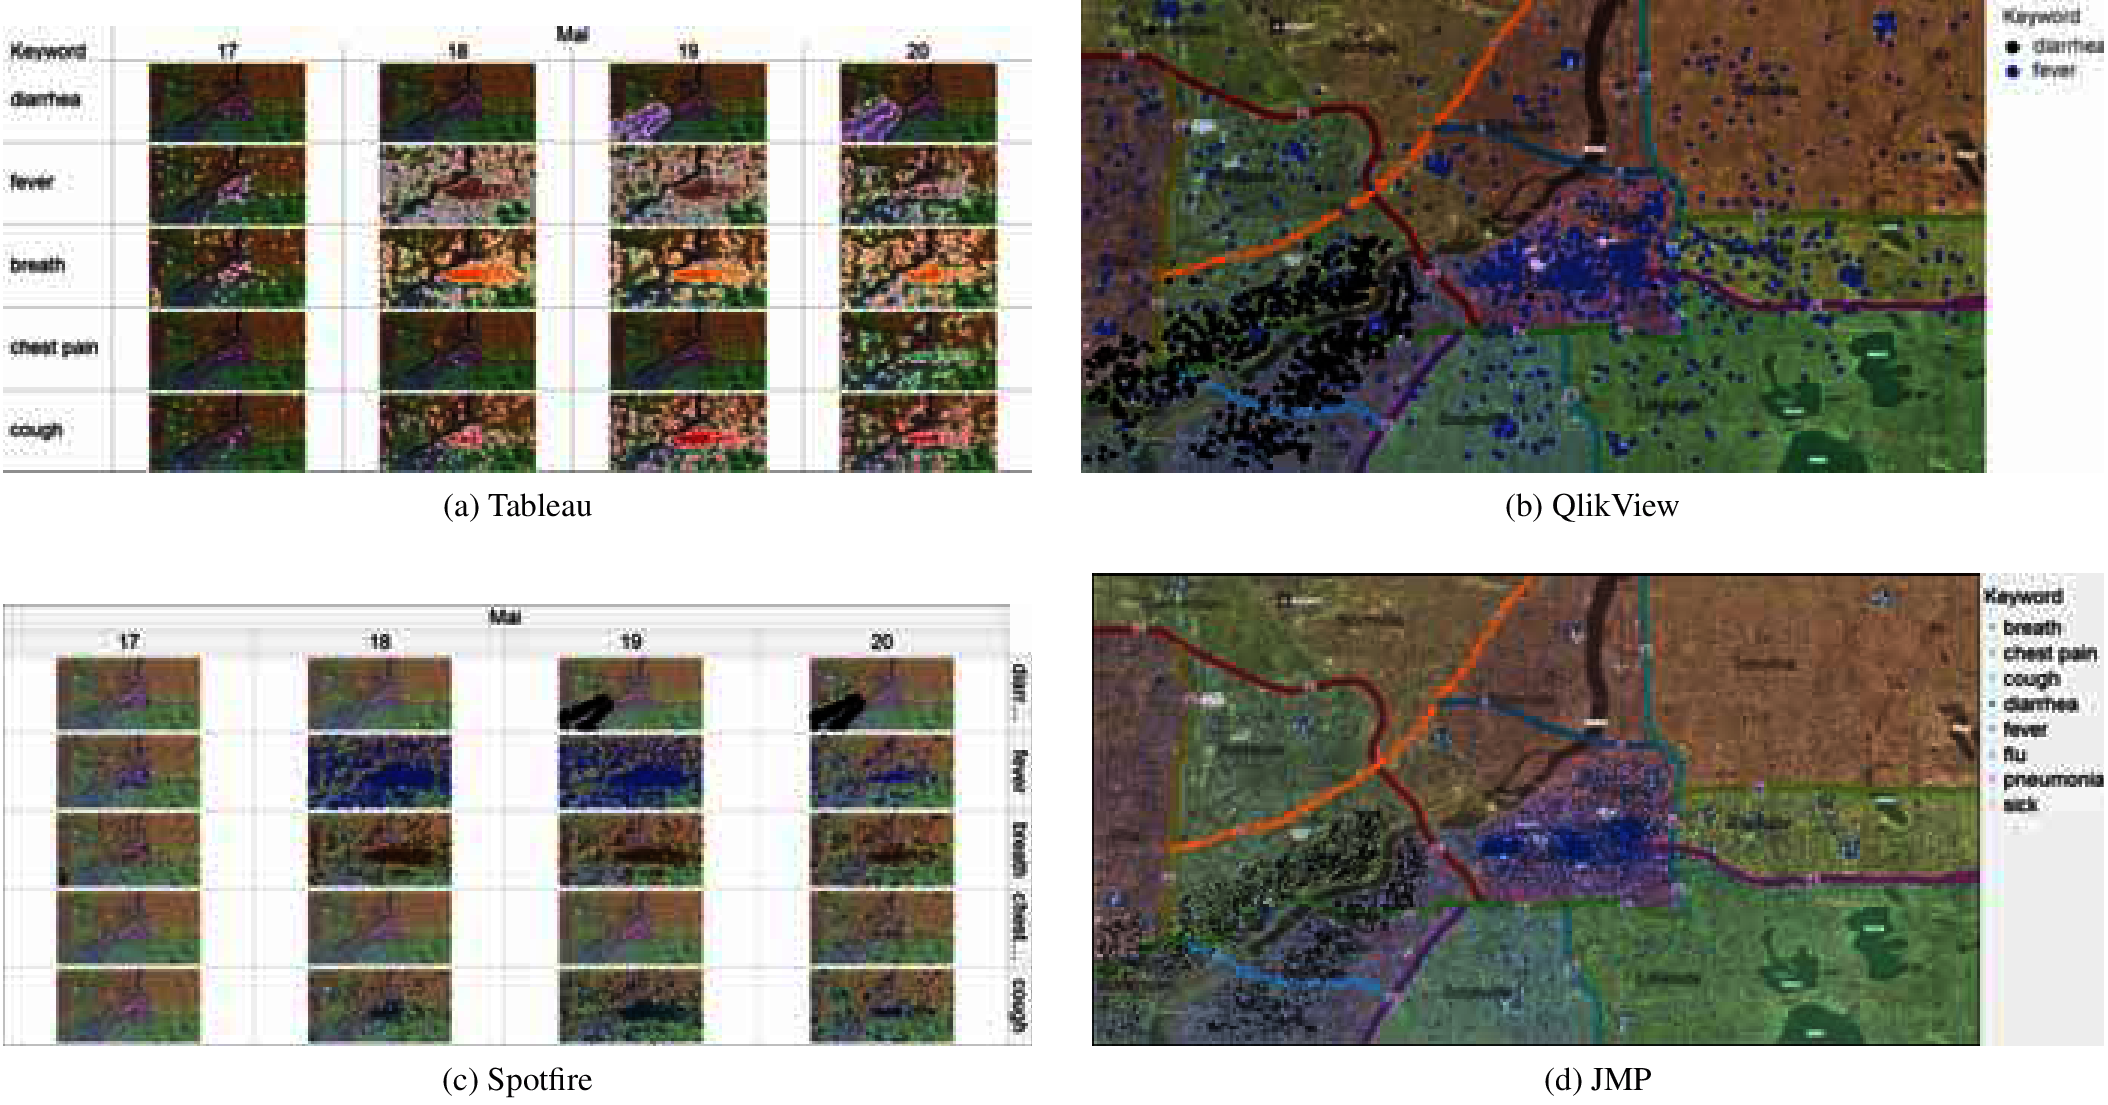 Mai
Keyword 17 18 19 20
diarrhea
fever
breath
chest pain
cough
(a) Tableau
Keyword
diarrhea
fever
(b) QlikView
Mai
17 18 19 20
diarr...
fever
breath
chest...
cough
(c) Spotfire
Keyword
breath
chest pain
cough
diarrhea
fever
flu
pneumonia
sick
(d) JMP